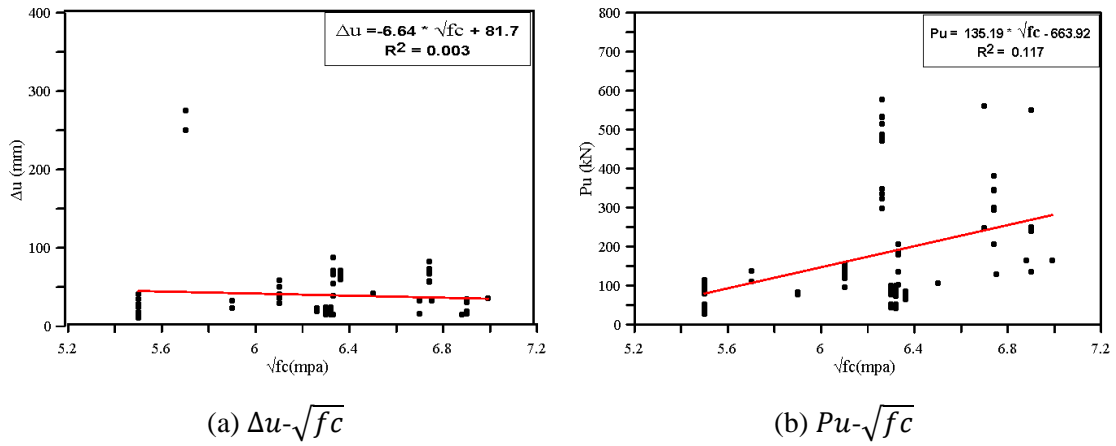 Δu =-6.64 * √fc + 81.7
R² = 0.003
400
300
200
100
0
Δu (mm)
5.2 5.6 6 6.4 6.8 7.2
√fc(mpa)
(a) Δu-√fc
Pu = 135.19 * √fc -663.92
R² = 0.117
800
700
600
500
400
300
200
100
0
Pu (kN)
5.2 5.6 6 6.4 6.8 7.2
√fc(mpa)
(b) Pu-√fc